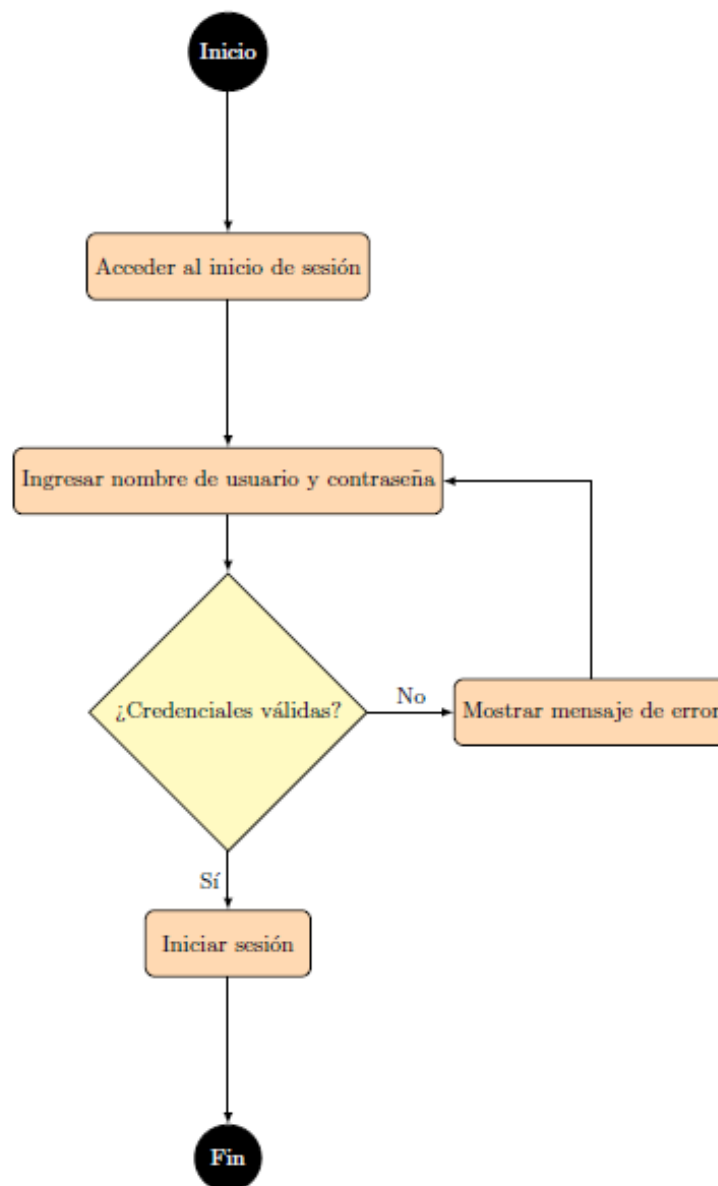 Inicio
Acceder al inicio de sesión
Ingresar nombre de usuario y contraseña
¿Credenciales válidas?
No
Mostrar mensaje de error
Sí
Iniciar sesión
Fin